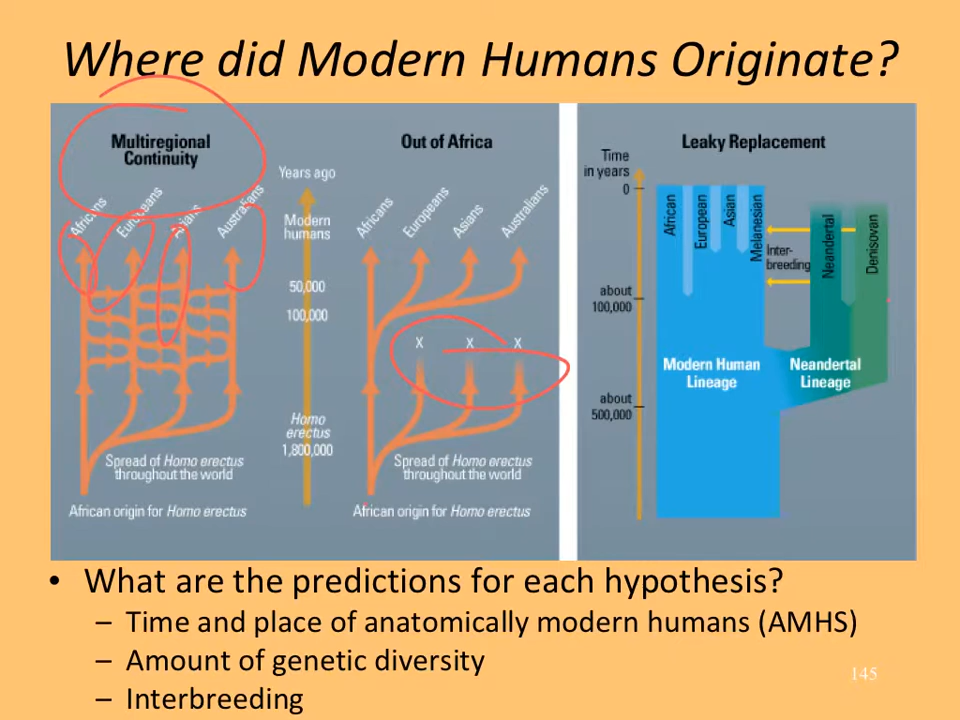 Where did Modern Humans Originate?
Multiregional
Continuity
Africans
Europeans
Asians
Australians
Spread of Homo erectus
throughout the world
African origin for Homo erectus
Years ago
Modern
humans
50,000
100,000
Homo
erectus
1,800,000
Out of Africa
Africans
Europeans
Asians
Australians
X X X
Spread of Homo erectus
throughout the world
African origin for Homo erectus
Leaky Replacement
Time
in years
0
about
100,000
about
500,000
African
European
Asian
Melanesian
Inter-
breeding
Neandertal
Denisovan
Modern Human
Lineage
Neandertal
Lineage
• What are the predictions for each hypothesis?
– Time and place of anatomically modern humans (AMHS)
– Amount of genetic diversity
– Interbreeding
145